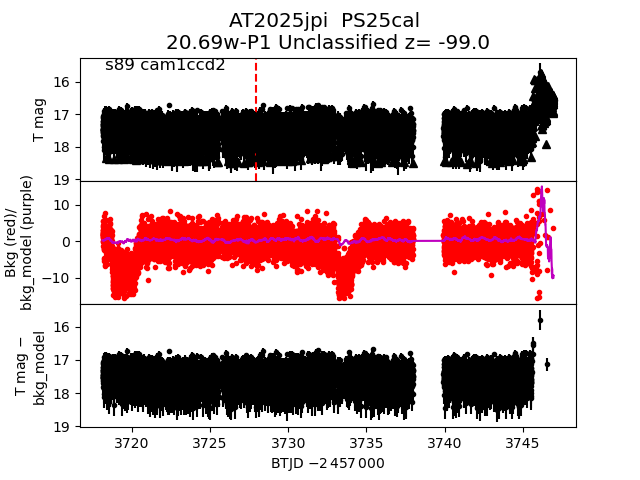 AT2025jpi  PS25cal
20.69w-P1 Unclassified z= -99.0
s89 cam1ccd2
T mag
16
17
18
19
Bkg (red)/
bkg_model (purple)
10
0
−10
T mag −
bkg_model
16
17
18
19
3720
3725
3730
3735
3740
3745
BTJD −2 457 000